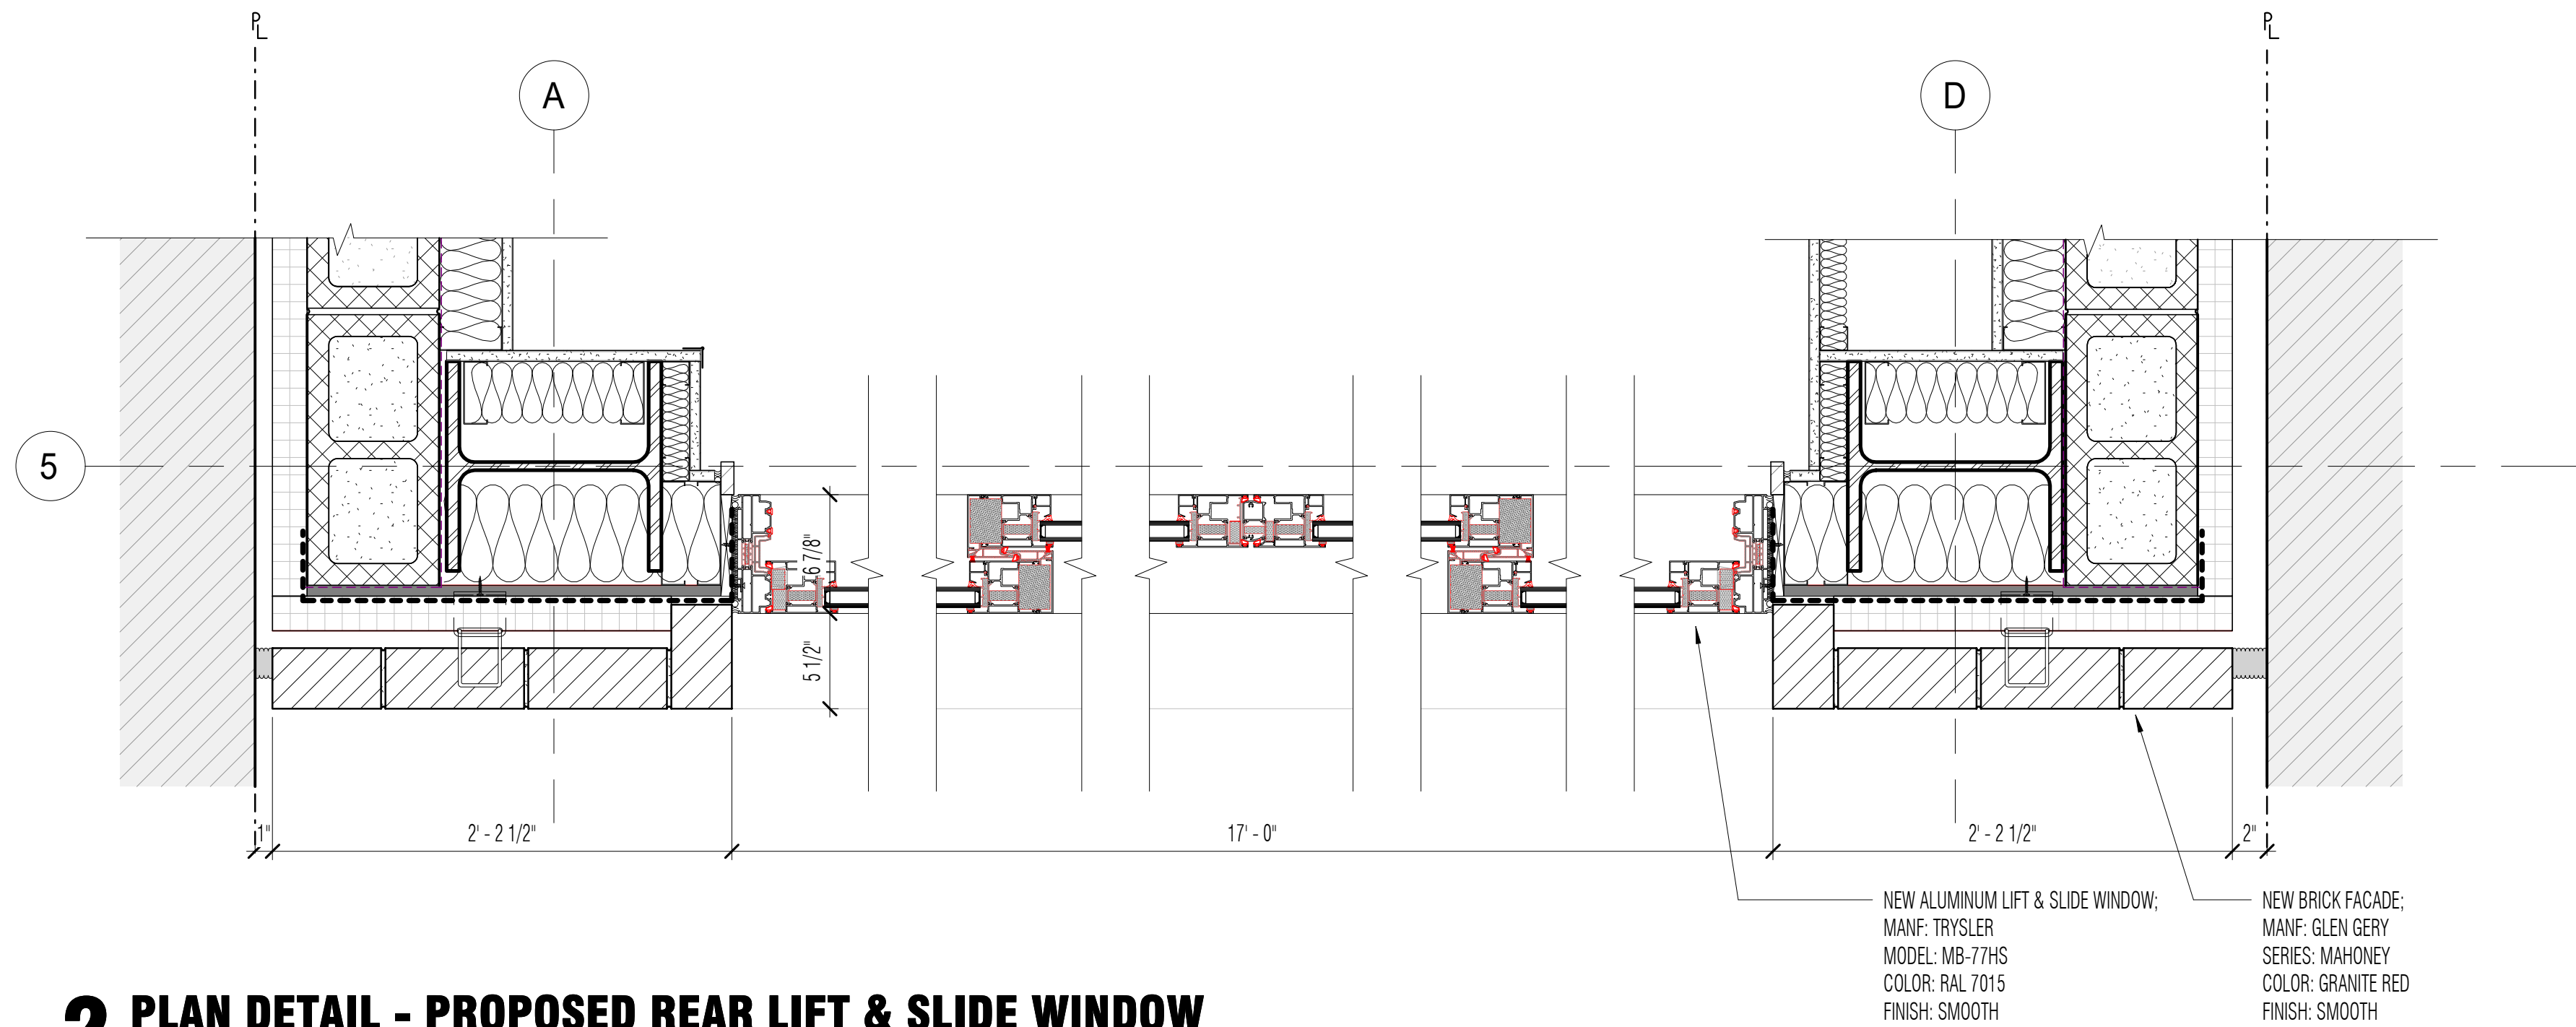 PL
PL
A
D
5
6 7/8"
5 1/2"
1"
2' - 2 1/2"
17' - 0"
2' - 2 1/2"
2"
NEW ALUMINUM LIFT & SLIDE WINDOW;
MANF: TRYSLER
MODEL: MB-77HS
COLOR: RAL 7015
FINISH: SMOOTH
NEW BRICK FACADE;
MANF: GLEN GERY
SERIES: MAHONEY
COLOR: GRANITE RED
FINISH: SMOOTH
PLAN DETAIL - PROPOSED REAR LIFT & SLIDE WINDOW